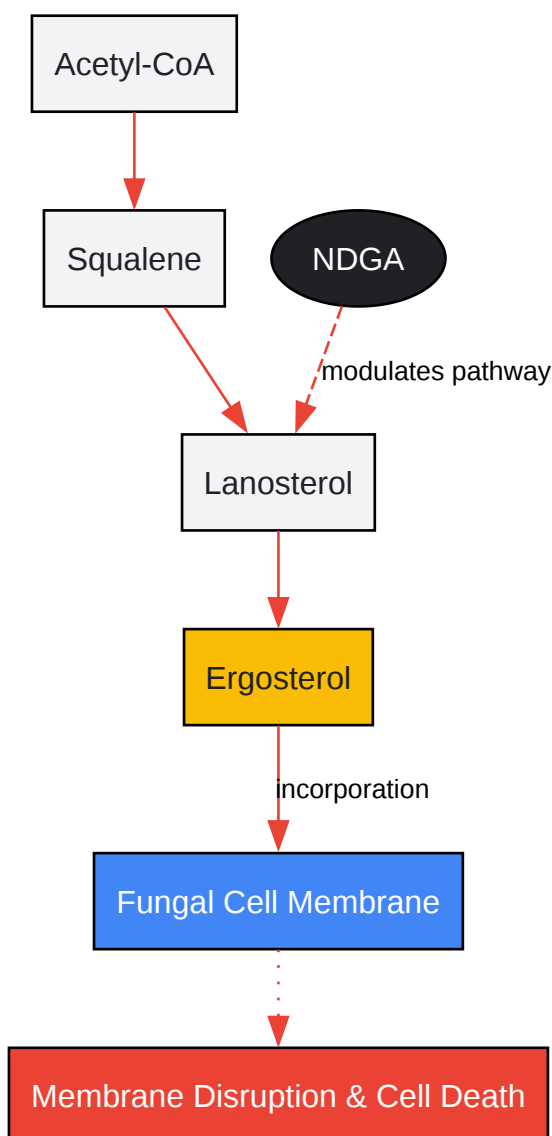 Acetyl-CoA
Squalene
NDGA
modulates pathway
Lanosterol
Ergosterol
incorporation
Fungal Cell Membrane
Membrane Disruption & Cell Death